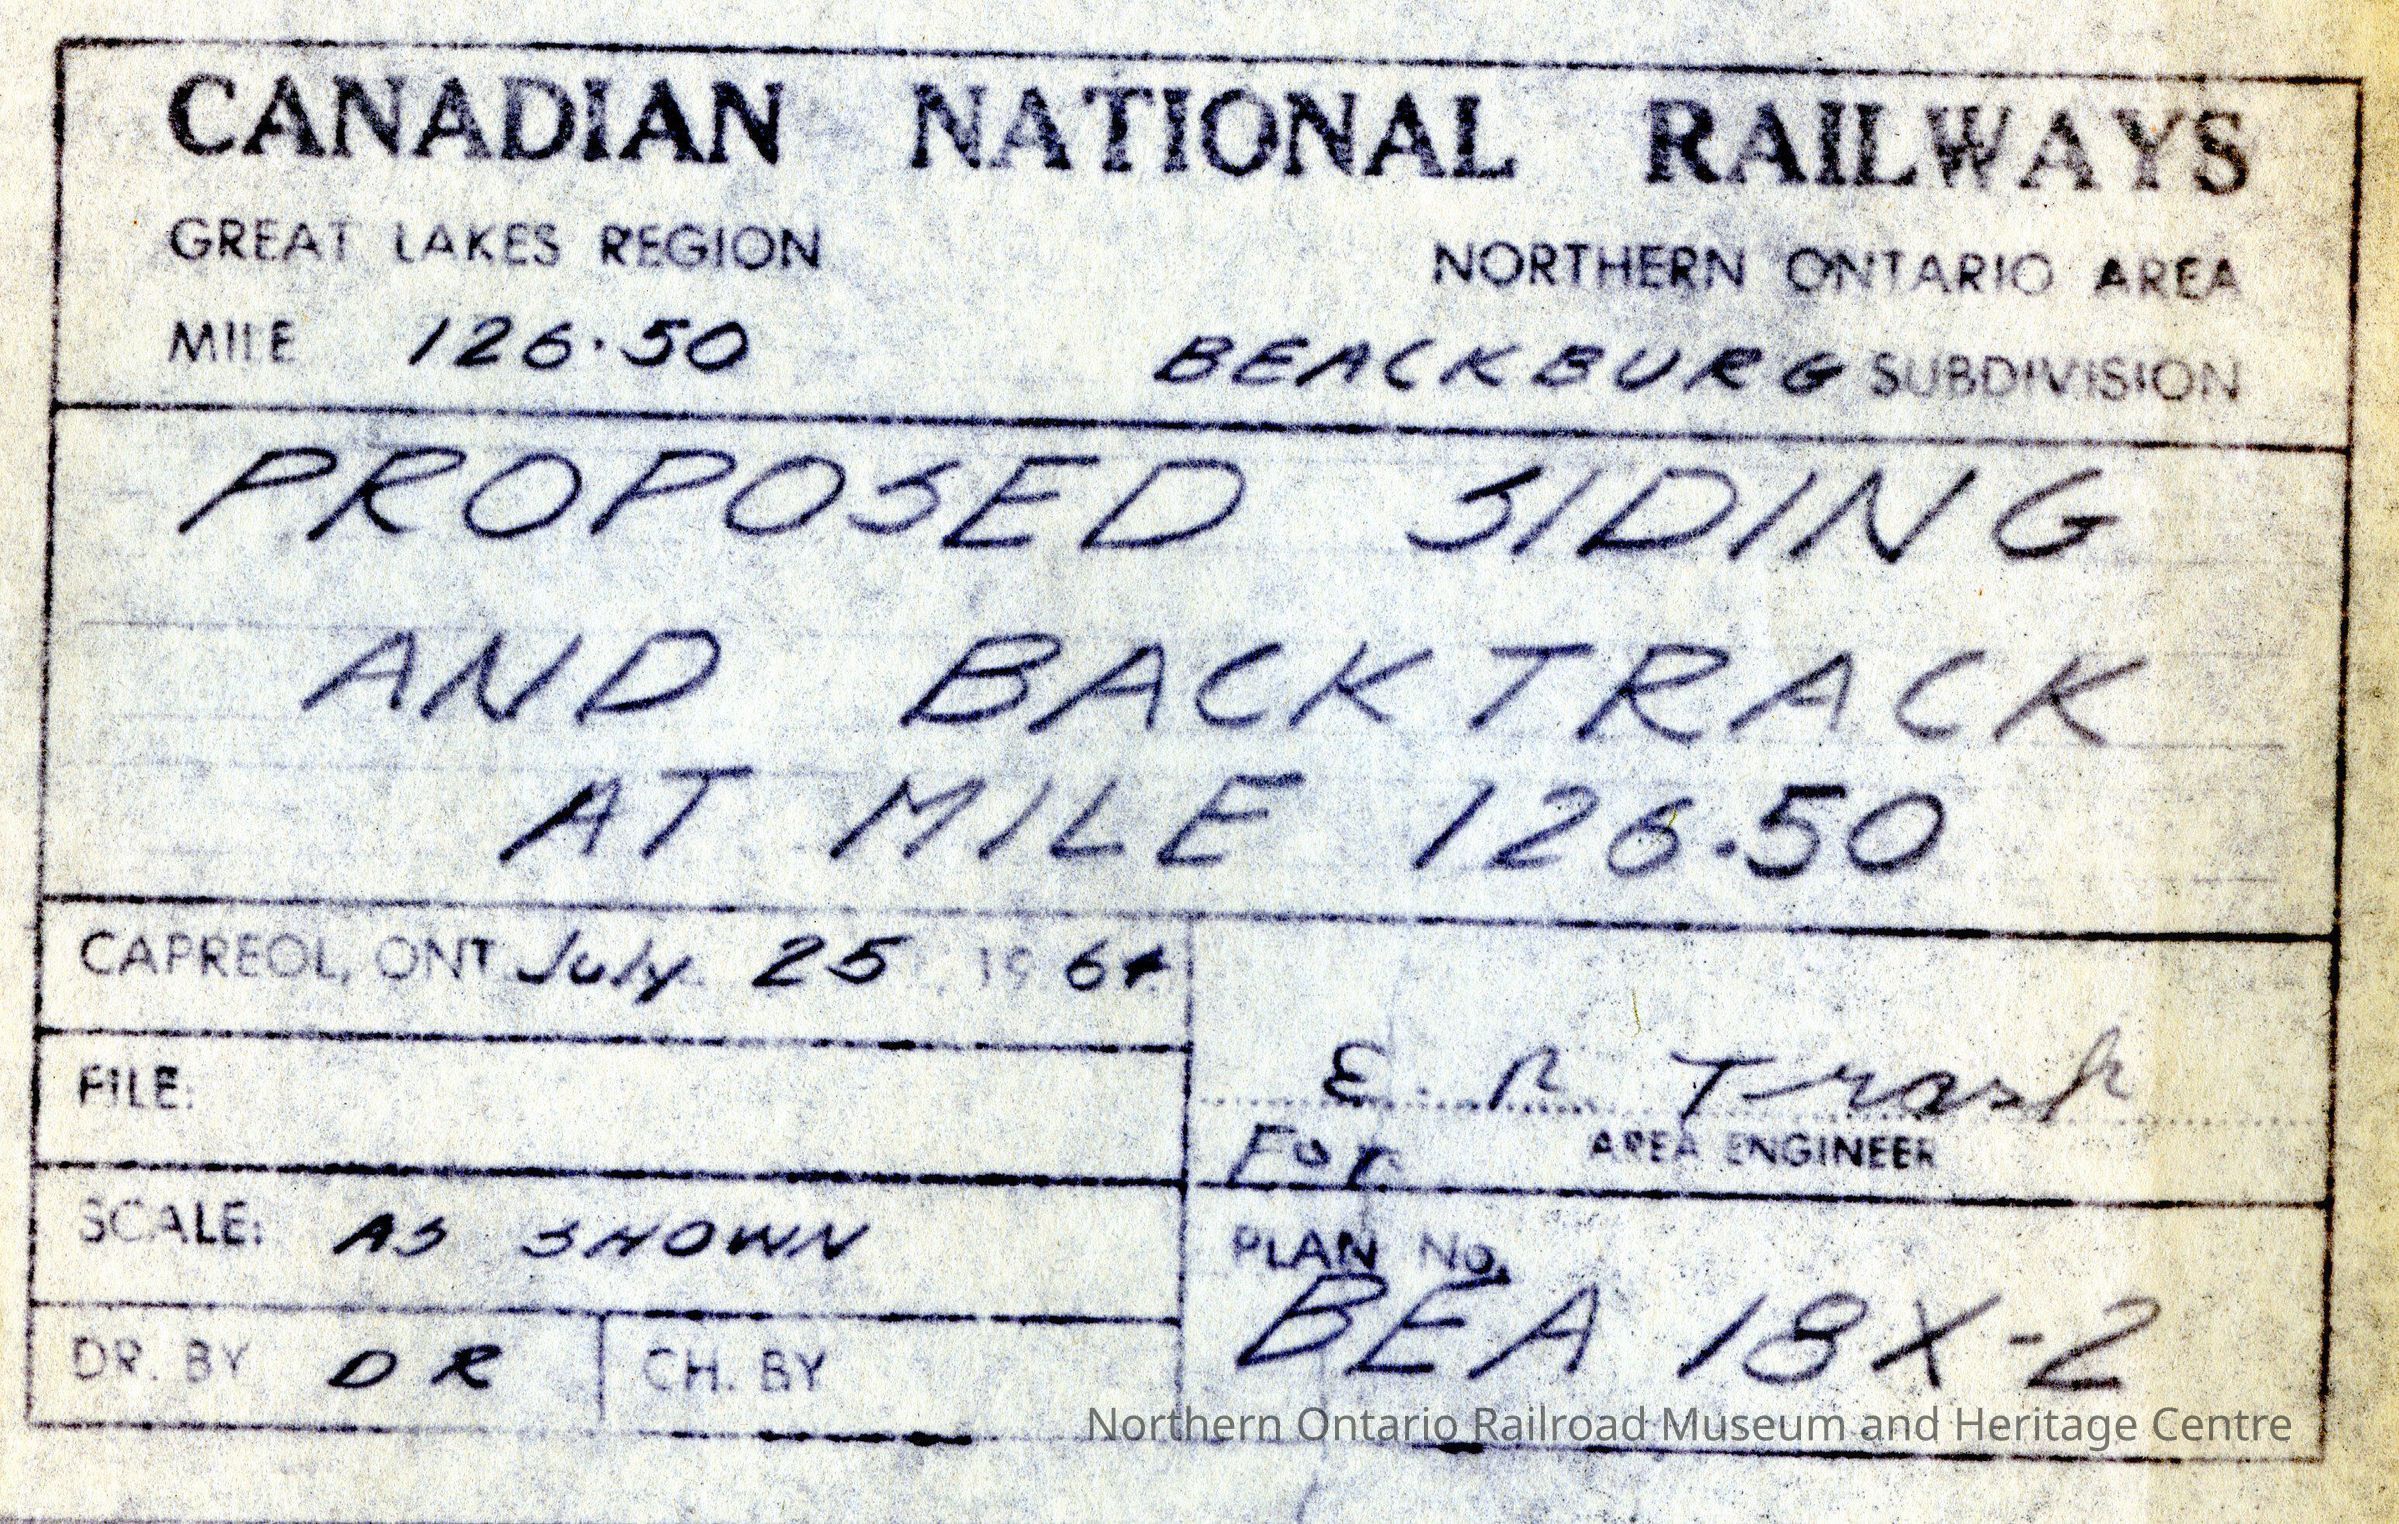 CANADIAN NATIONAL RAILWAYS
GREAT LAKES REGION NORTHERN ONTARIO AREA
MILE 126.50 BEACKBURG SUBDIVISION
PROPOSED SIDING
AND BACKTRACK
AT MILE 126.50
CAPREOL, ONT. July 25, 1964
FILE:
E. R Trask
For AREA ENGINEER
SCALE: AS SHOWN
PLAN No.
BEA 18X-2
DR. BY DR CH. BY
Northern Ontario Railroad Museum and Heritage Centre